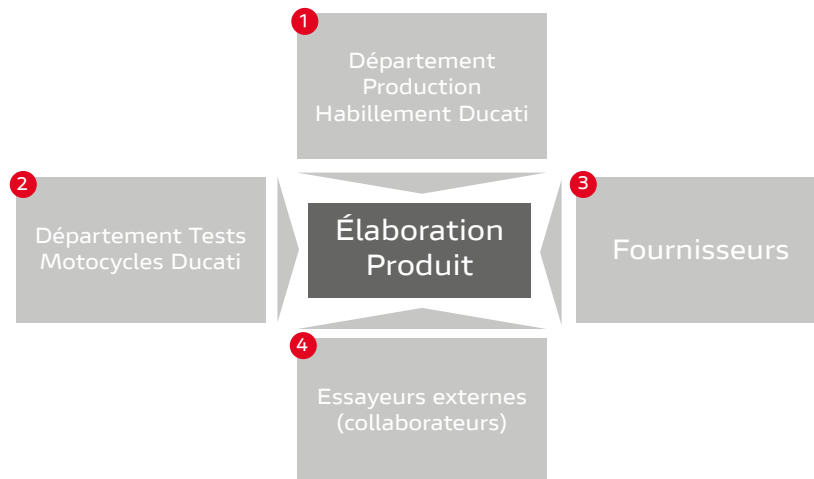 1
Département
Production
Habillement Ducati
2
Département Tests
Motocycles Ducati
Élaboration
Produit
3
Fournisseurs
4
Essayeurs externes
(collaborateurs)